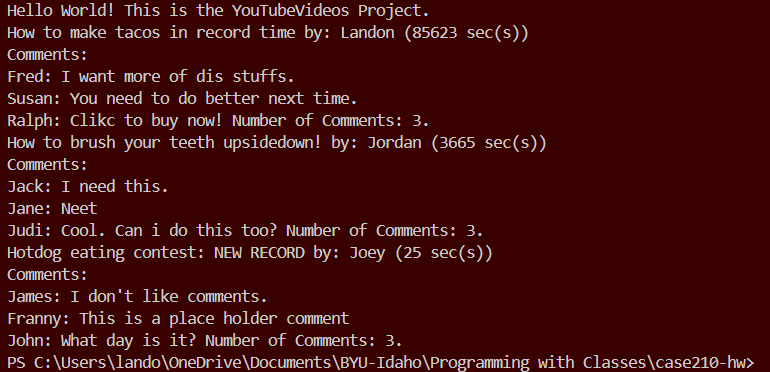 Hello World! This is the YouTubeVideos Project.
How to make tacos in record time by: Landon (85623 sec(s))
Comments:
Fred: I want more of dis stuffs.
Susan: You need to do better next time.
Ralph: Clikc to buy now! Number of Comments: 3.
How to brush your teeth upsidedown! by: Jordan (3665 sec(s))
Comments:
Jack: I need this.
Jane: Neet
Judi: Cool. Can i do this too? Number of Comments: 3.
Hotdog eating contest: NEW RECORD by: Joey (25 sec(s))
Comments:
James: I don't like comments.
Franny: This is a place holder comment
John: What day is it? Number of Comments: 3.
PS C:\Users\lando\OneDrive\Documents\BYU-Idaho\Programming with Classes\case210-hw>